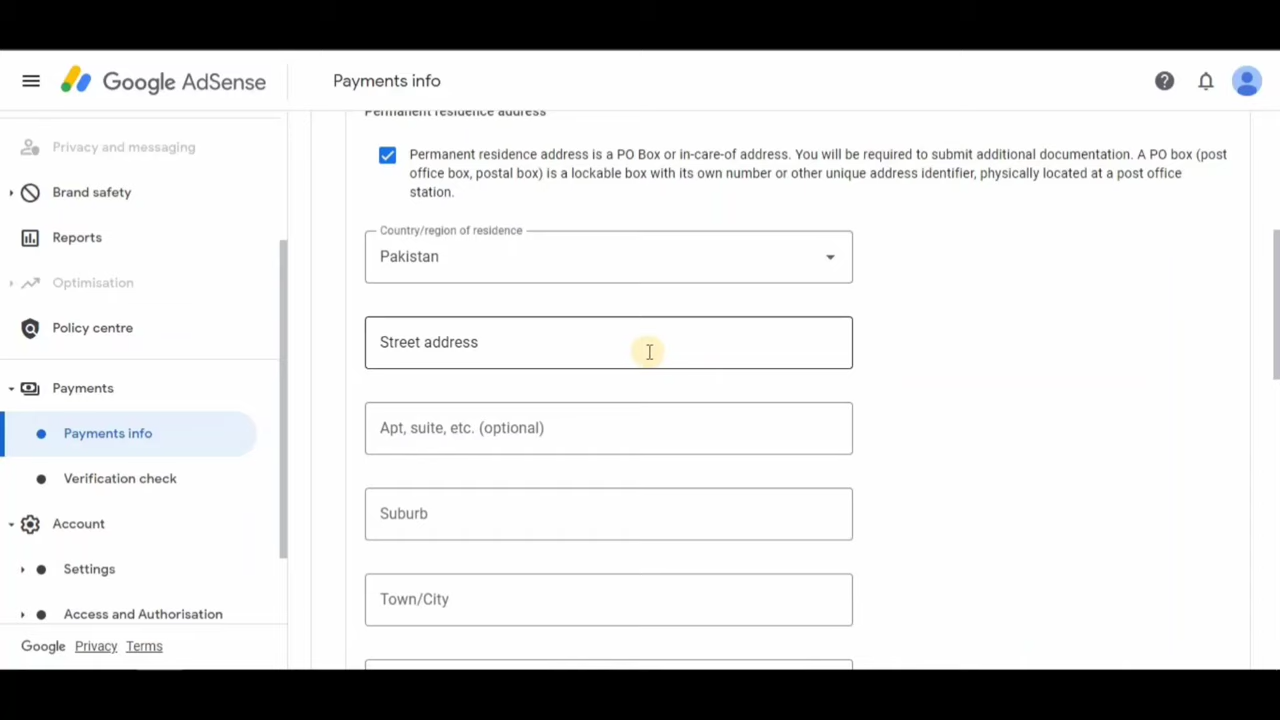 Google AdSense
Payments info
Privacy and messaging
Brand safety
Reports
Optimisation
Policy centre
Payments
Payments info
Verification check
Account
Settings
Access and Authorisation
Google Privacy Terms
Permanent residence address
Permanent residence address is a PO Box or in-care-of address. You will be required to submit additional documentation. A PO box (post
office box, postal box) is a lockable box with its own number or other unique address identifier, physically located at a post office
station.
Country/region of residence
Pakistan
Street address
Apt, suite, etc. (optional)
Suburb
Town/City